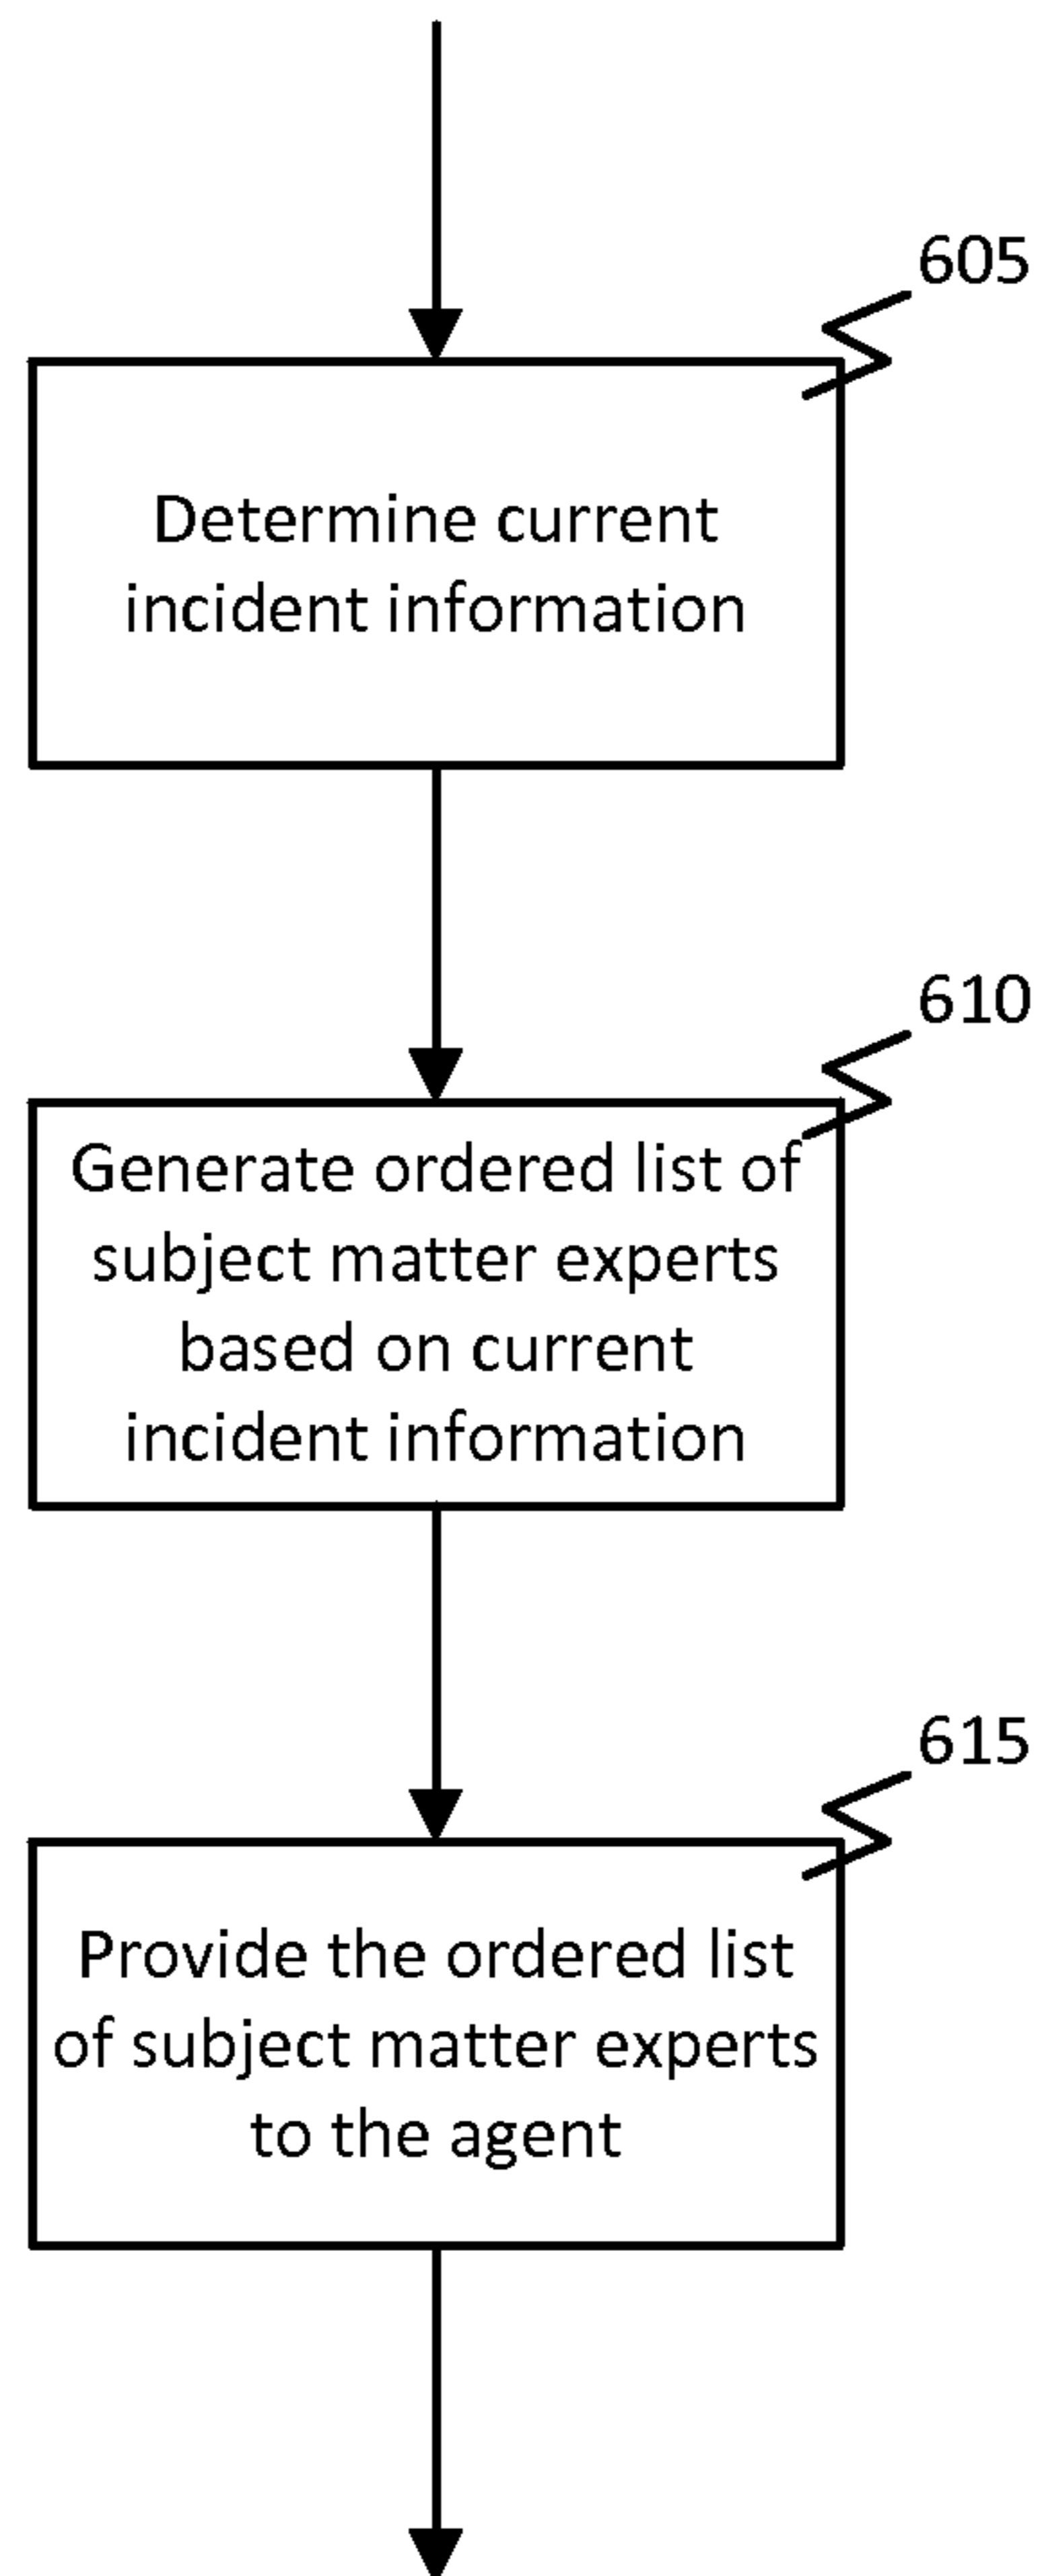 605
Determine current
incident information
610
Generate ordered list of
subject matter experts
based on current
incident information
615
Provide the ordered list
of subject matter experts
to the agent